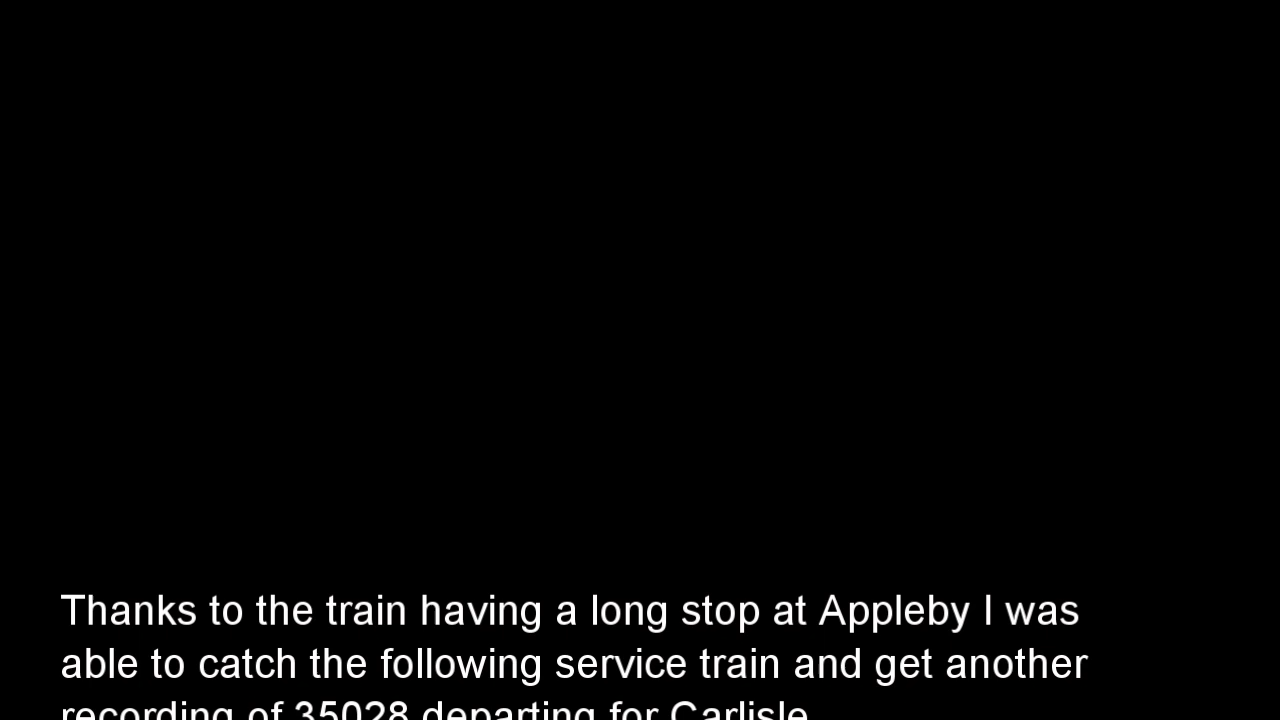 Thanks to the train having a long stop at Appleby I was
able to catch the following service train and get another
recording of 35028 departing for Carlisle